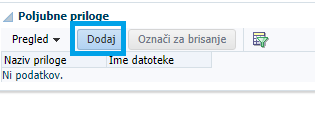 Poljubne priloge
Pregled Dodaj Označi za brisanje
Naziv priloge Ime datoteke
Ni podatkov.